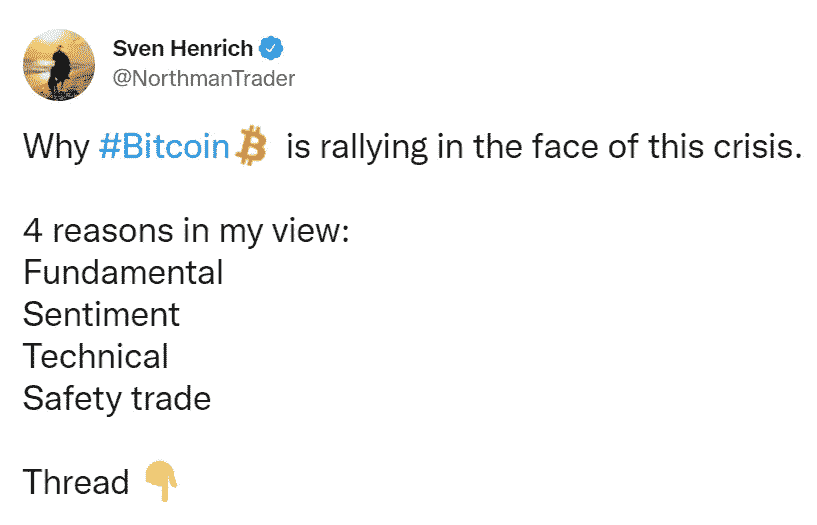 Sven Henrich
@NorthmanTrader
Why #Bitcoin is rallying in the face of this crisis.
4 reasons in my view:
Fundamental
Sentiment
Technical
Safety trade
Thread 👇